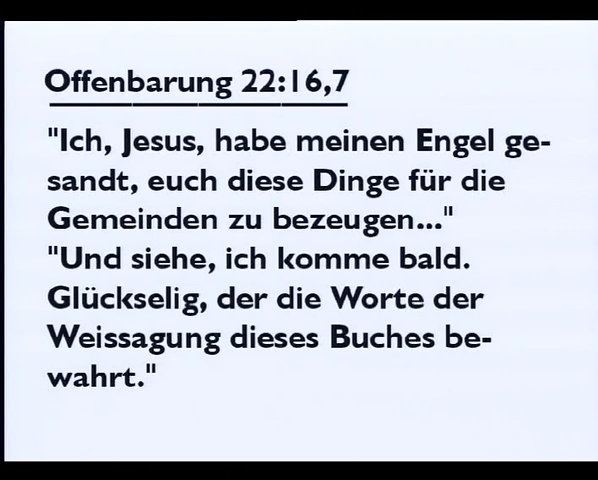 Offenbarung 22:16,7
"Ich, Jesus, habe meinen Engel ge-
sandt, euch diese Dinge für die
Gemeinden zu bezeugen..."
"Und siehe, ich komme bald.
Glückselig, der die Worte der
Weissagung dieses Buches be-
wahrt."